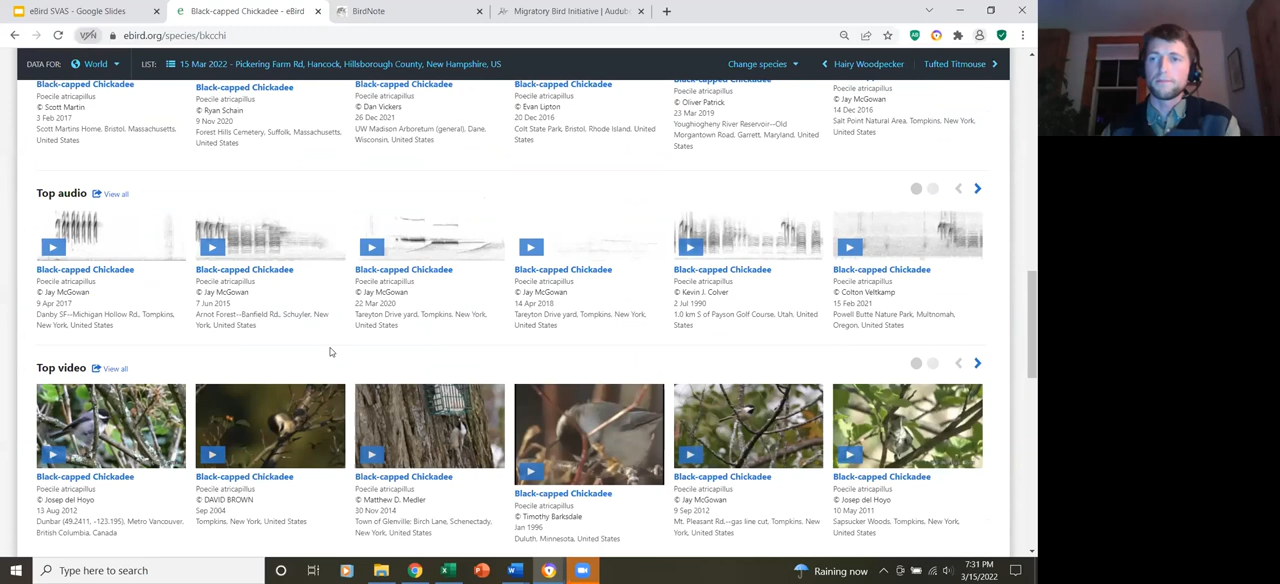 eBird SVAS - Google Slides
Black-capped Chickadee - eBird
BirdNote
Migratory Bird Initiative | Audub
VPN
ebird.org/species/bkcchi
DATA FOR: World
LIST: 15 Mar 2022 - Pickering Farm Rd, Hancock, Hillsborough County, New Hampshire, US
Change species
Hairy Woodpecker
Tufted Titmouse
Black-capped Chickadee
Poecile atricapillus
© Scott Martin
3 Feb 2017
Scott Martins Home, Bristol, Massachusetts,
United States
Black-capped Chickadee
Poecile atricapillus
© Ryan Schain
9 Nov 2020
Forest Hills Cemetery, Suffolk, Massachusetts,
United States
Black-capped Chickadee
Poecile atricapillus
© Dan Vickers
26 Dec 2021
UW Madison Arboretum (general), Dane,
Wisconsin, United States
Black-capped Chickadee
Poecile atricapillus
© Evan Lipton
20 Dec 2016
Colt State Park, Bristol, Rhode Island, United
States
Black-capped Chickadee
Poecile atricapillus
© Oliver Patrick
23 Mar 2019
Youghiogheny River Reservoir--Old
Morgantown Road, Garrett, Maryland, United
States
Black-capped Chickadee
Poecile atricapillus
© Jay McGowan
14 Dec 2016
Salt Point Natural Area, Tompkins, New York,
United States
Top audio View all
Black-capped Chickadee
Poecile atricapillus
© Jay McGowan
9 Apr 2017
Danby SF--Michigan Hollow Rd., Tompkins,
New York, United States
Black-capped Chickadee
Poecile atricapillus
© Jay McGowan
7 Jun 2015
Arnot Forest--Banfield Rd., Schuyler, New
York, United States
Black-capped Chickadee
Poecile atricapillus
© Jay McGowan
22 Mar 2020
Tareyton Drive yard, Tompkins, New York,
United States
Black-capped Chickadee
Poecile atricapillus
© Jay McGowan
14 Apr 2018
Tareyton Drive yard, Tompkins, New York,
United States
Black-capped Chickadee
Poecile atricapillus
© Kevin J. Colver
2 Jul 1990
1.0 km S of Payson Golf Course, Utah, United
States
Black-capped Chickadee
Poecile atricapillus
© Colton Veltkamp
15 Feb 2021
Powell Butte Nature Park, Multnomah,
Oregon, United States
Top video View all
Black-capped Chickadee
Poecile atricapillus
© Josep del Hoyo
13 Aug 2012
Dunbar (49.2411, -123.195), Metro Vancouver,
British Columbia, Canada
Black-capped Chickadee
Poecile atricapillus
© DAVID BROWN
Sep 2004
Tompkins, New York, United States
Black-capped Chickadee
Poecile atricapillus
© Matthew D. Medler
30 Nov 2014
Town of Glenville: Birch Lane, Schenectady,
New York, United States
Black-capped Chickadee
Poecile atricapillus
© Timothy Barksdale
Jan 1996
Duluth, Minnesota, United States
Black-capped Chickadee
Poecile atricapillus
© Jay McGowan
9 Sep 2012
Mt. Pleasant Rd.--gas line cut, Tompkins, New
York, United States
Black-capped Chickadee
Poecile atricapillus
© Josep del Hoyo
10 May 2011
Sapsucker Woods, Tompkins, New York,
United States
Type here to search
Raining now
7:31 PM
3/15/2022